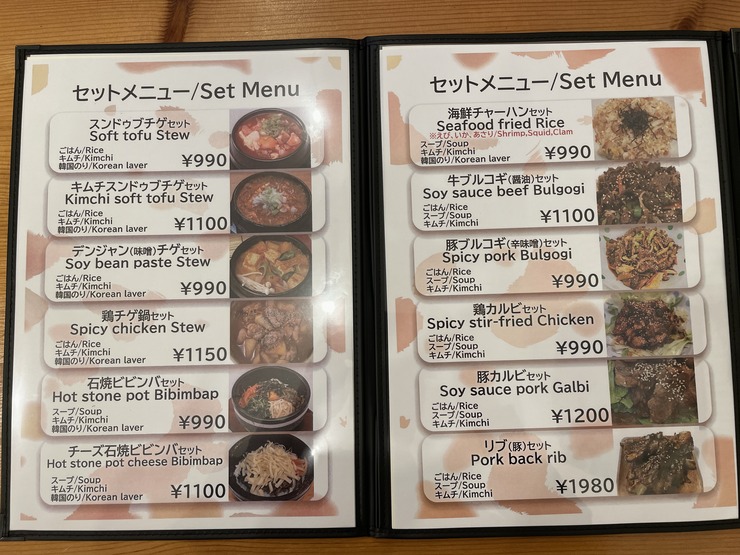 セットメニュー/Set Menu
スンドゥブチゲセット
Soft tofu Stew
ごはん/Rice
キムチ/Kimchi
韓国のり/Korean laver
¥990
キムチスンドゥブチゲセット
Kimchi soft tofu Stew
ごはん/Rice
キムチ/Kimchi
韓国のり/Korean laver
¥1100
デンジャン(味噌)チゲセット
Soy bean paste Stew
ごはん/Rice
キムチ/Kimchi
韓国のり/Korean laver
¥990
鶏チゲ鍋セット
Spicy chicken Stew
ごはん/Rice
キムチ/Kimchi
韓国のり/Korean laver
¥1150
石焼ビビンバセット
Hot stone pot Bibimbap
スープ/Soup
キムチ/Kimchi
韓国のり/Korean laver
¥990
チーズ石焼ビビンバセット
Hot stone pot cheese Bibimbap
スープ/Soup
キムチ/Kimchi
韓国のり/Korean laver
¥1100
セットメニュー/Set Menu
海鮮チャーハンセット
Seafood fried Rice
※えび、いか、あさり/Shrimp,Squid,Clam
スープ/Soup
キムチ/Kimchi
韓国のり/Korean laver
¥990
牛プルコギ(醤油)セット
Soy sauce beef Bulgogi
ごはん/Rice
スープ/Soup
キムチ/Kimchi
¥1100
豚プルコギ(辛味噌)セット
Spicy pork Bulgogi
ごはん/Rice
スープ/Soup
キムチ/Kimchi
¥990
鶏カルビセット
Spicy stir-fried Chicken
ごはん/Rice
スープ/Soup
キムチ/Kimchi
¥990
豚カルビセット
Soy sauce pork Galbi
ごはん/Rice
スープ/Soup
キムチ/Kimchi
¥1200
リブ(豚)セット
Pork back rib
ごはん/Rice
スープ/Soup
キムチ/Kimchi
¥1980